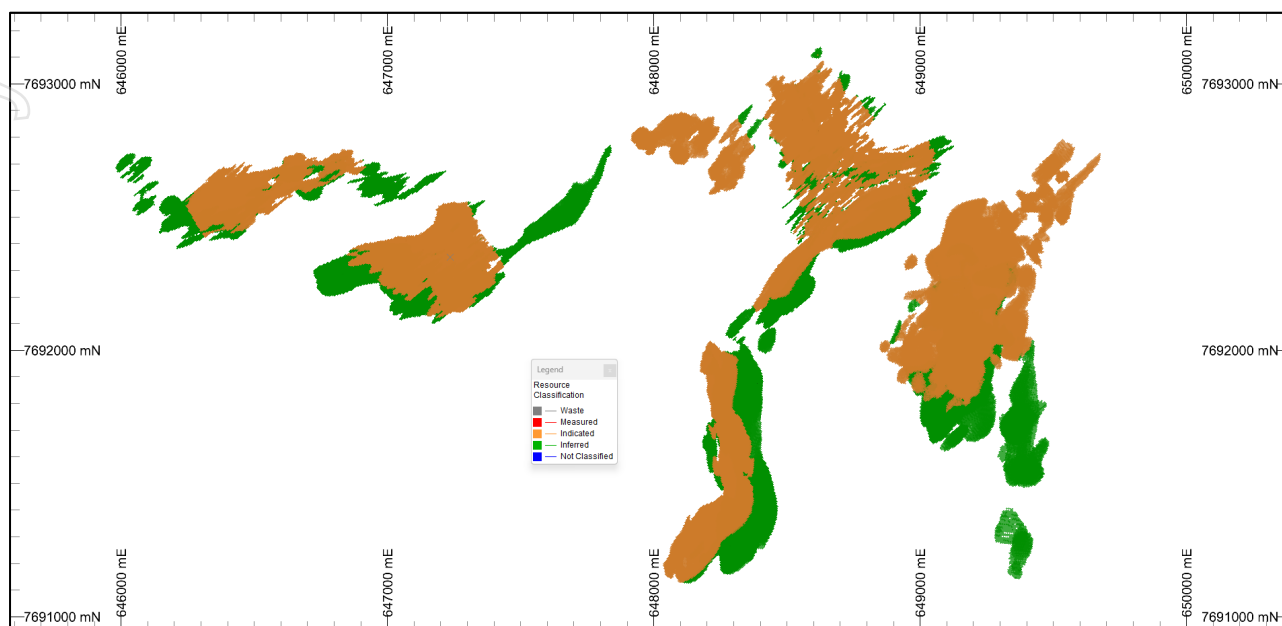 646000 mE
647000 mE
648000 mE
649000 mE
650000 mE
7693000 mN
7693000 mN
7692000 mN
7692000 mN
Legend
Resource
Classification
Waste
Measured
Indicated
Inferred
Not Classified
646000 mE
647000 mE
648000 mE
649000 mE
650000 mE
7691000 mN
7691000 mN